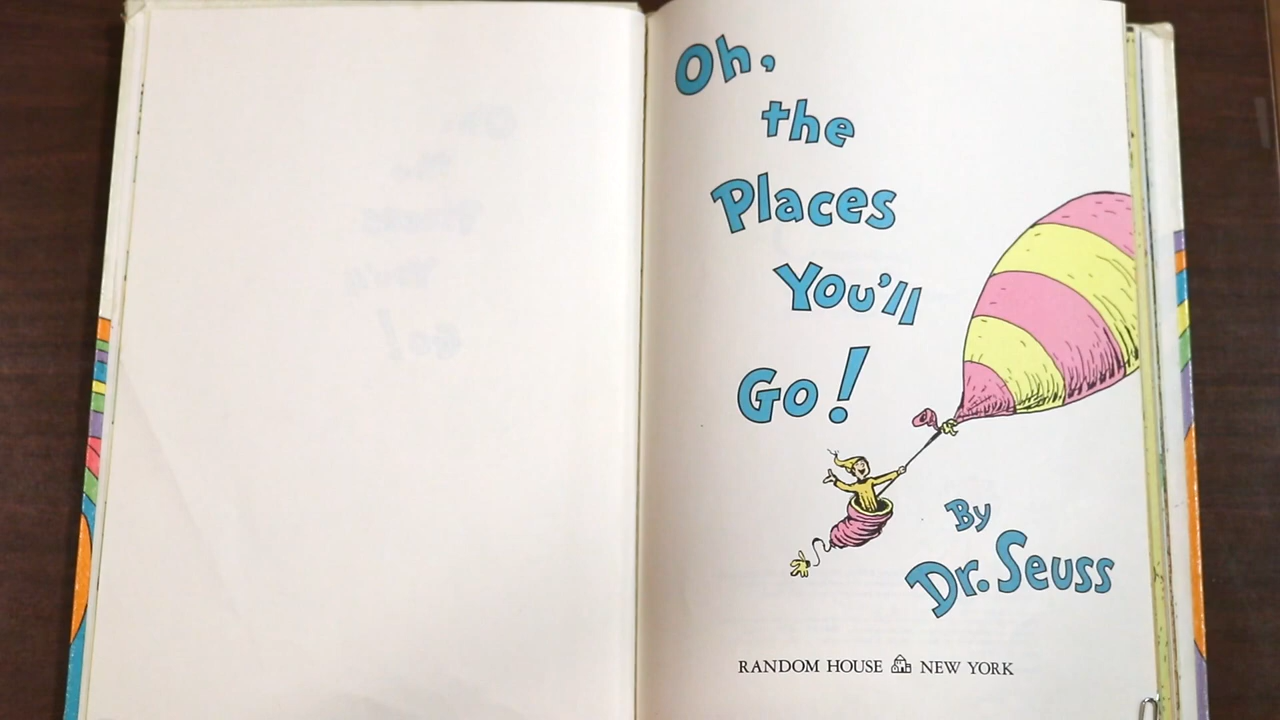 Oh,
the
Places
You'll
Go!
By
Dr. Seuss
RANDOM HOUSE NEW YORK